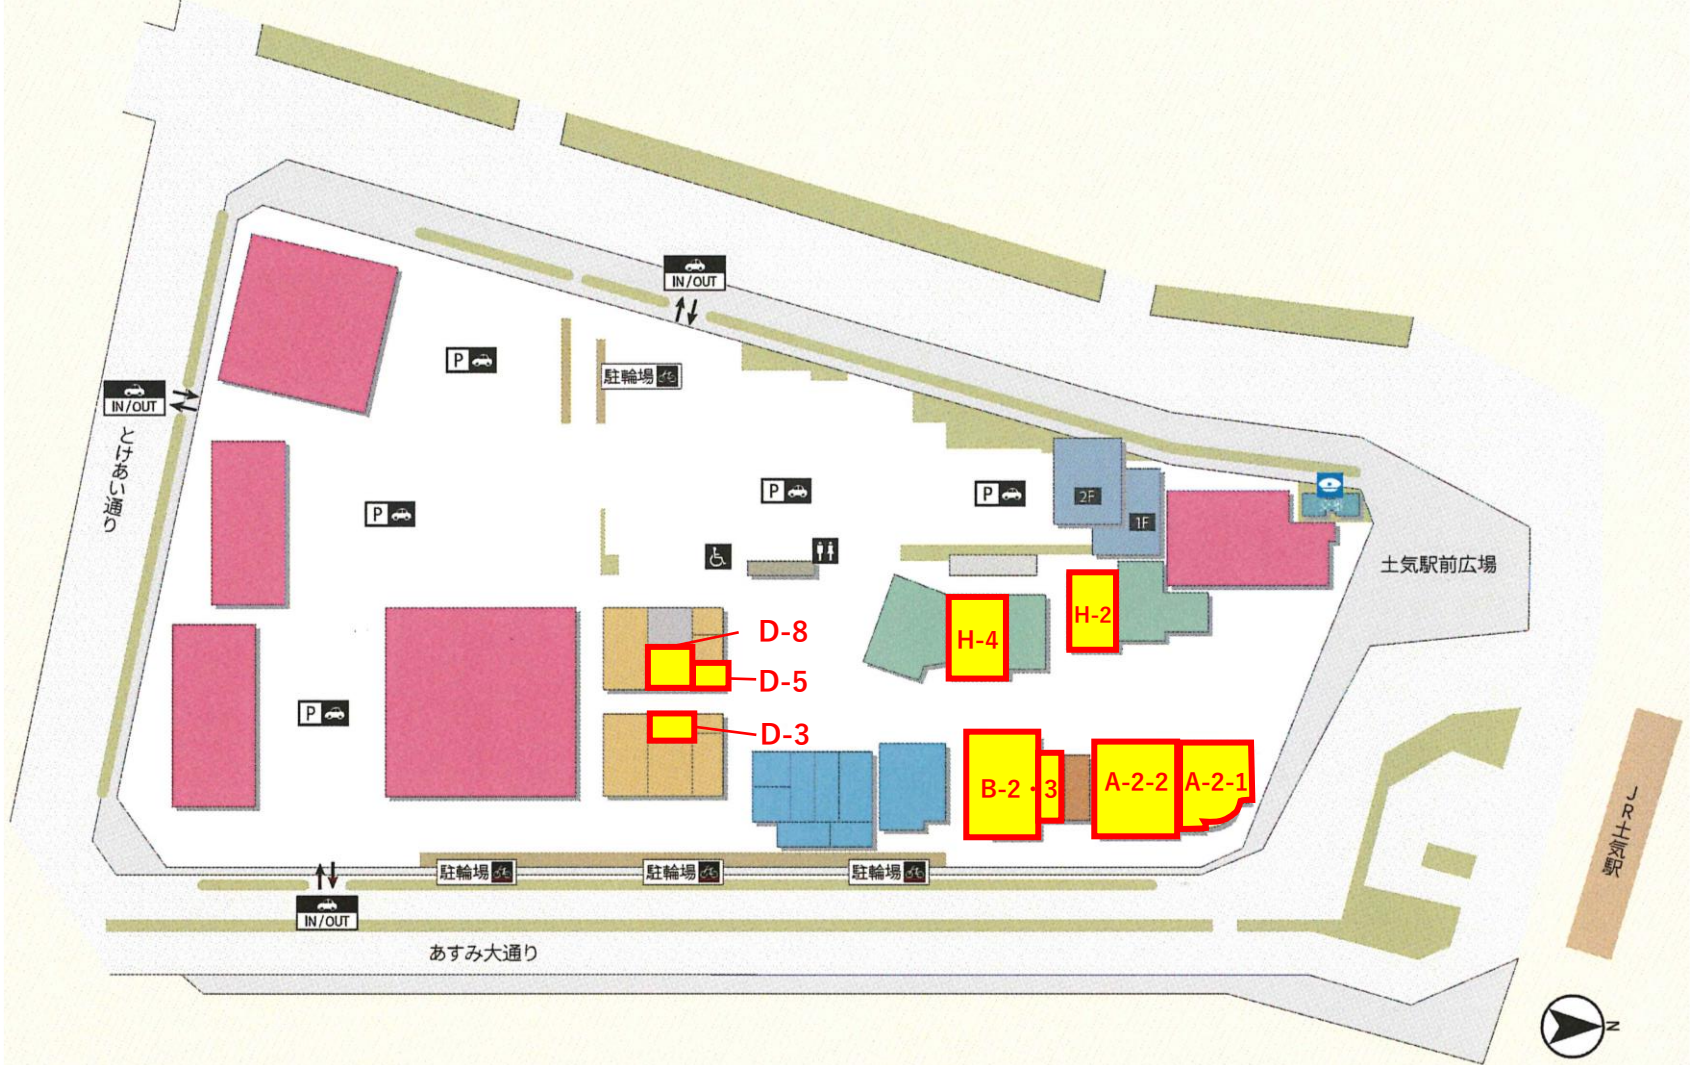 IN/OUT
P
駐輪場
IN/OUT
とけあい通り
P
P
P
2F
1F
交番
土気駅前広場
H-2
H-4
D-8
D-5
D-3
P
B-2・3
A-2-2
A-2-1
JR土気駅
駐輪場
駐輪場
駐輪場
IN/OUT
あすみ大通り
N